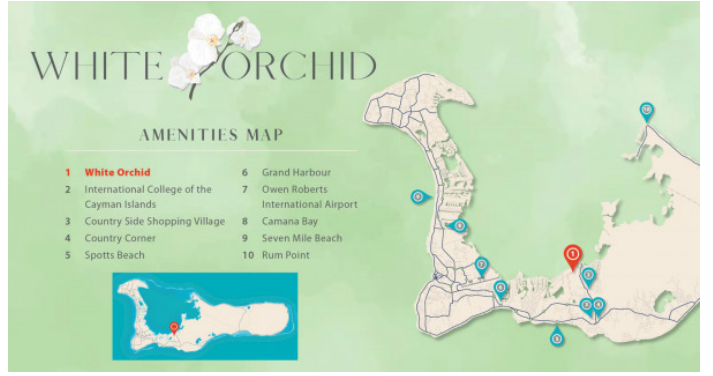 WHITE ORCHID
AMENITIES MAP
1 White Orchid
2 International College of the
Cayman Islands
3 Country Side Shopping Village
4 Country Corner
5 Spotts Beach
6 Grand Harbour
7 Owen Roberts
International Airport
8 Camana Bay
9 Seven Mile Beach
10 Rum Point
1